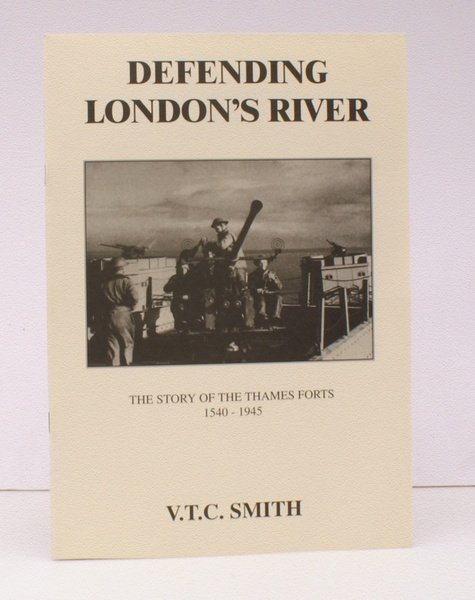 DEFENDING
LONDON'S RIVER
THE STORY OF THE THAMES FORTS
1540 - 1945
V.T.C. SMITH